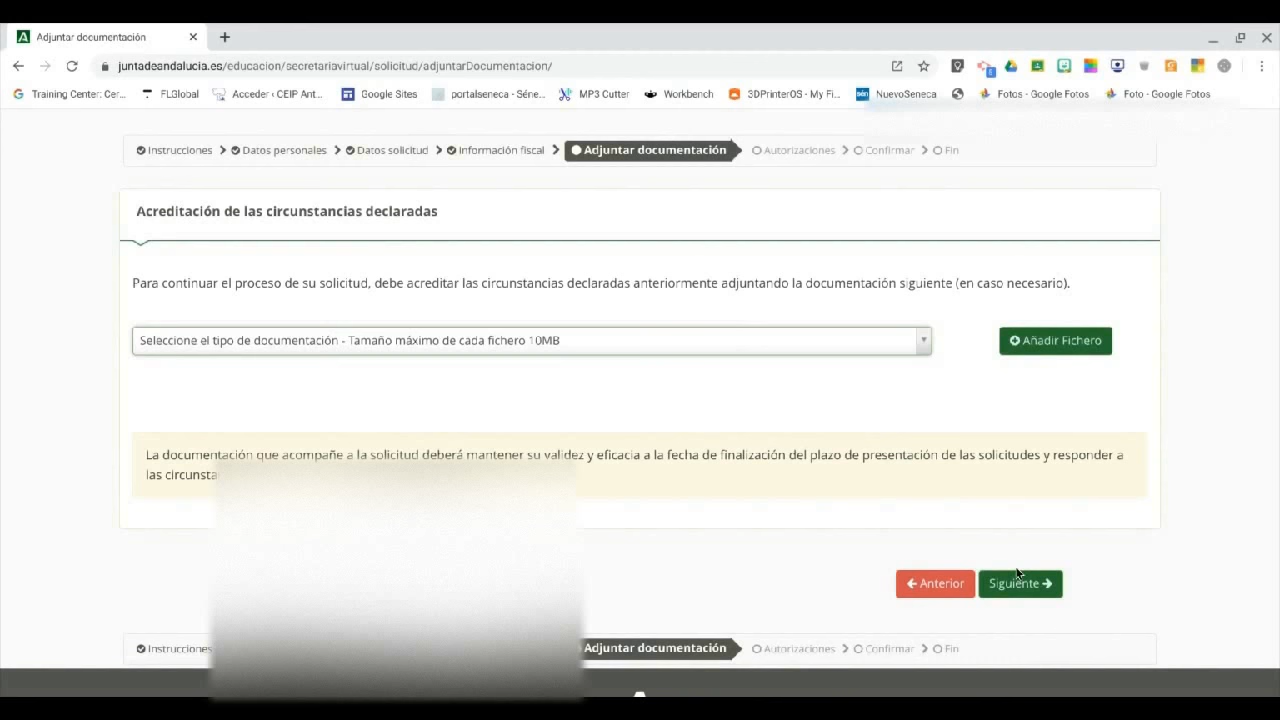 Adjuntar documentación
juntadeandalucia.es/educacion/secretariavirtual/solicitud/adjuntarDocumentacion/
6
Training Center: Cer... FLGlobal Acceder ‹ CEIP Ant... Google Sites portalseneca - Séne... MP3 Cutter Workbench 3DPrinterOS - My Fi... NuevoSeneca Fotos - Google Fotos Foto - Google Fotos
Instrucciones Datos personales Datos solicitud Información fiscal Adjuntar documentación Autorizaciones Confirmar Fin
Acreditación de las circunstancias declaradas
Para continuar el proceso de su solicitud, debe acreditar las circunstancias declaradas anteriormente adjuntando la documentación siguiente (en caso necesario).
Seleccione el tipo de documentación - Tamaño máximo de cada fichero 10MB Añadir Fichero
La documentación que acompañe a la solicitud deberá mantener su validez y eficacia a la fecha de finalización del plazo de presentación de las solicitudes y responder a
las
Anterior Siguiente
Instrucciones Adjuntar documentación Autorizaciones Confirmar Fin